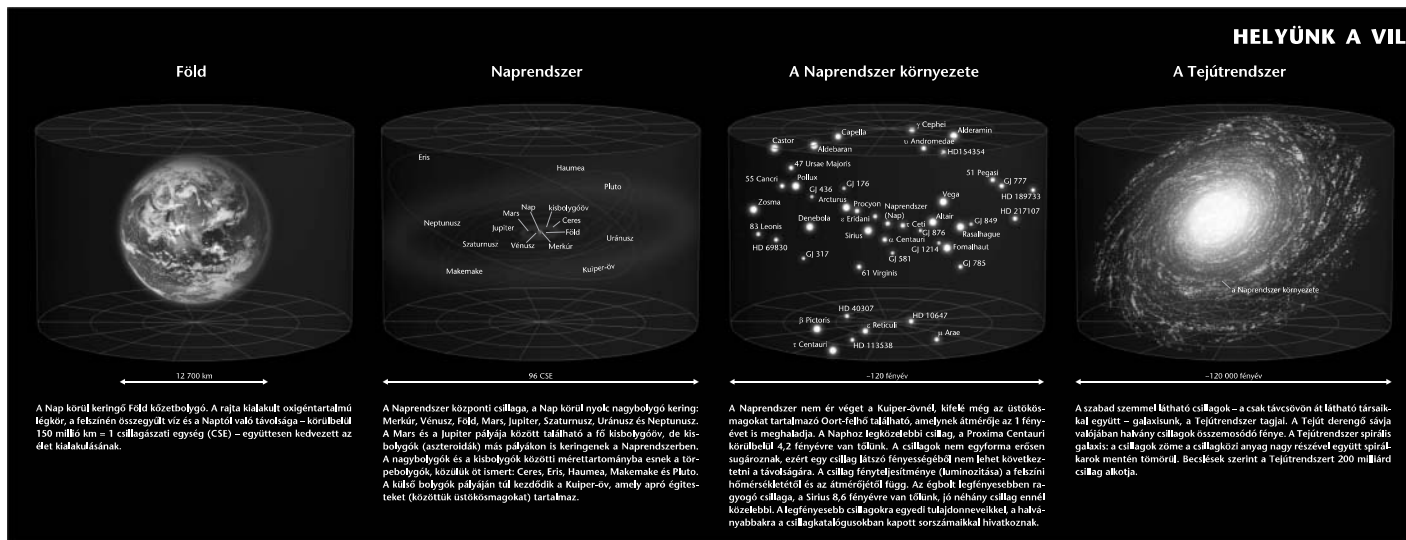 HELYÜNK A VIL
Föld
12 700 km
A Nap körül keringő Föld kőzetbolygó. A rajta kialakult oxigéntartalmú
légkör, a felszínén összegyűlt víz és a Naptól való távolsága – körülbelül
150 millió km = 1 csillagászati egység (CSE) – együttesen kedvezett az
élet kialakulásának.
Naprendszer
Eris
Haumea
Pluto
Nap
kisbolygóöv
Mars
Ceres
Neptunusz
Jupiter
Föld
Szaturnusz
Vénusz
Merkúr
Uránusz
Makemake
Kuiper-öv
96 CSE
A Naprendszer központi csillaga, a Nap körül nyolc nagybolygó kering:
Merkúr, Vénusz, Föld, Mars, Jupiter, Szaturnusz, Uránusz és Neptunusz.
A Mars és a Jupiter pályája között található a fő kisbolygóöv, de kis-
bolygók (aszteroidák) más pályákon is keringenek a Naprendszerben.
A nagybolygók és a kisbolygók közötti mérettartományba esnek a tör-
pebolygók, közülük öt ismert: Ceres, Eris, Haumea, Makemake és Pluto.
A külső bolygók pályáján túl kezdődik a Kuiper-öv, amely apró égites-
teket (közöttük üstökösmagokat) tartalmaz.
A Naprendszer környezete
γ Cephei
Capella
Alderamin
Castor
Aldebaran
υ Andromedae
HD154354
47 Ursae Majoris
55 Cancri
Pollux
GJ 436
GJ 176
51 Pegasi
GJ 777
HD 189733
Arcturus
Procyon
Vega
Zosma
Naprendszer
(Nap)
HD 217107
Denebola
ε Eridani
τ Ceti
Altair
GJ 849
83 Leonis
Sirius
GJ 876
Rasalhague
HD 69830
α Centauri
GJ 1214
Fomalhaut
GJ 317
GJ 581
GJ 785
61 Virginis
HD 40307
HD 10647
β Pictoris
ε Reticuli
μ Arae
τ Centauri
HD 113538
~120 fényév
A Naprendszer nem ér véget a Kuiper-övnél, kifelé még az üstökös-
magokat tartalmazó Oort-felhő található, amelynek átmérője az 1 fény-
évet is meghaladja. A Naphoz legközelebbi csillag, a Proxima Centauri
körülbelül 4,2 fényévre van tőlünk. A csillagok nem egyforma erősen
sugároznak, ezért egy csillag látszó fényességéből nem lehet következ-
tetni a távolságára. A csillag fényteljesítménye (luminozitása) a felszíni
hőmérsékletétől és az átmérőjétől függ. Az égbolt legfényesebben ra-
gyogó csillaga, a Sirius 8,6 fényévre van tőlünk, jó néhány csillag ennél
közelebbi. A legfényesebb csillagokra egyedi tulajdonneveikkel, a halvá-
nyabbakra a csillagkatalógusokban kapott sorszámaikkal hivatkoznak.
A Tejútrendszer
a Naprendszer környezete
~120 000 fényév
A szabad szemmel látható csillagok – a csak távcsövön át látható társaik-
kal együtt – galaxisunk, a Tejútrendszer tagjai. A Tejút derengő sávja
valójában halvány csillagok összemosódó fénye. A Tejútrendszer spirális
galaxis: a csillagok zöme a csillagközi anyag nagy részével együtt spirál-
karok mentén tömörül. Becslések szerint a Tejútrendszert 200 milliárd
csillag alkotja.